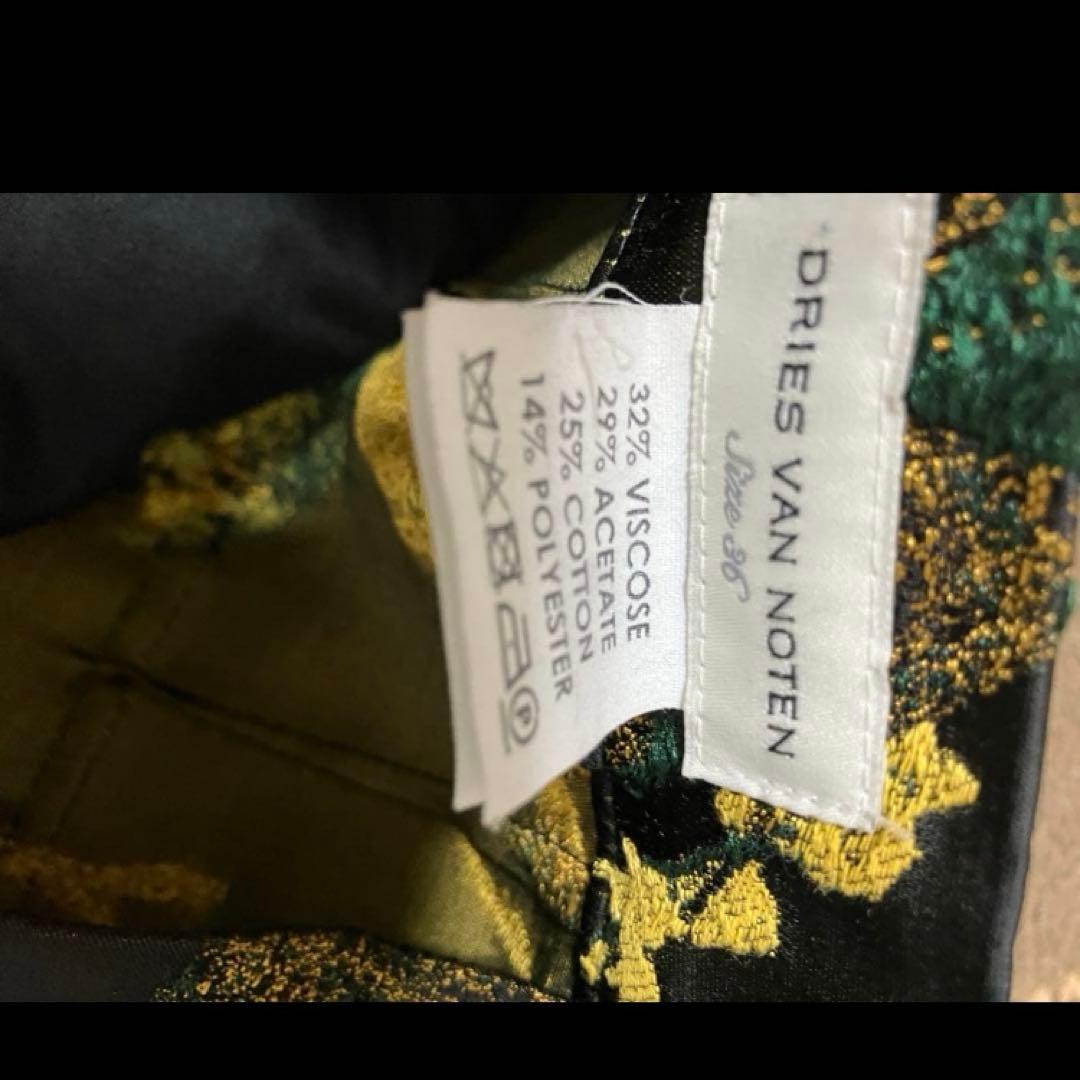 DRIES VAN NOTEN
Size 36
32% VISCOSE
29% ACETATE
25% COTTON
14% POLYESTER
P